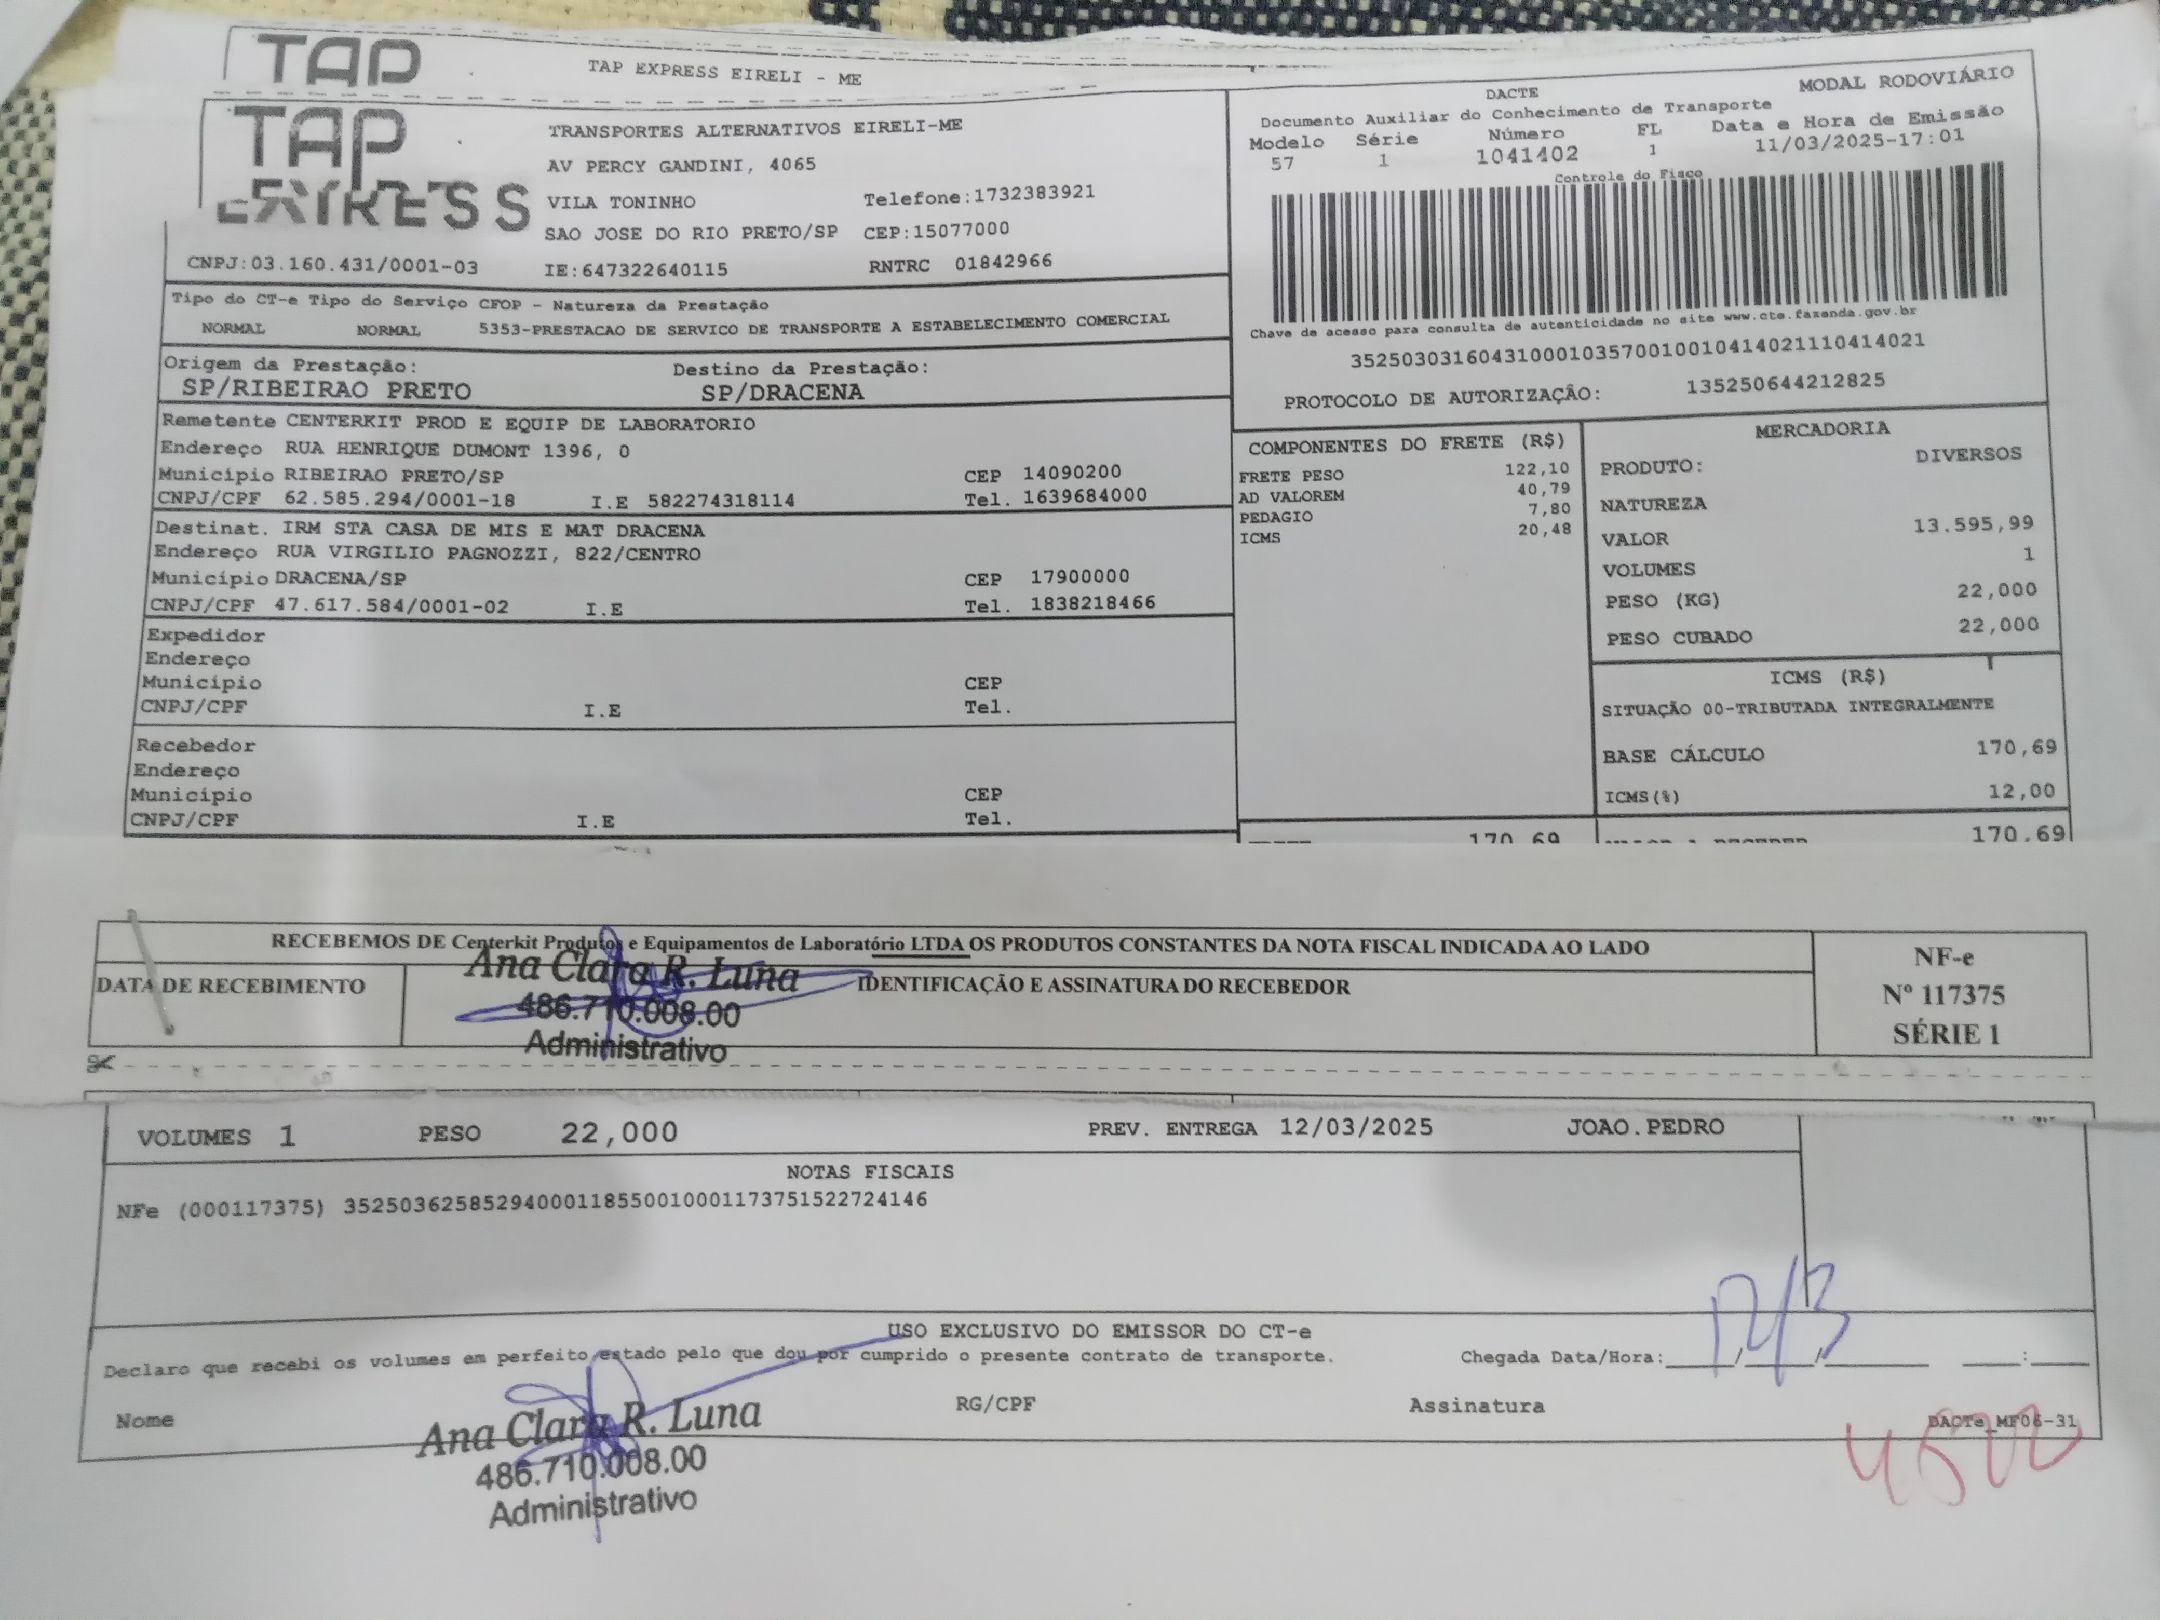 TAP
TAP EXPRESS EIRELI - ME
TAP
EXPRESS
TRANSPORTES ALTERNATIVOS EIRELI-ME
AV PERCY GANDINI, 4065
VILA TONINHO Telefone:1732383921
SAO JOSE DO RIO PRETO/SP CEP:15077000
CNPJ:03.160.431/0001-03 IE:647322640115 RNTRC 01842966
DACTE MODAL RODOVIÁRIO
Documento Auxiliar do Conhecimento de Transporte
Modelo Série Número FL Data e Hora de Emissão
57 1 1041402 1 11/03/2025-17:01
Controle do Fisco
Chave de acesso para consulta de autenticidade no site www.cte.fazenda.gov.br
35250303160431000103570010010414021110414021
PROTOCOLO DE AUTORIZAÇÃO: 135250644212825
Tipo do CT-e Tipo do Serviço CFOP - Natureza da Prestação
NORMAL NORMAL 5353-PRESTACAO DE SERVICO DE TRANSPORTE A ESTABELECIMENTO COMERCIAL
Origem da Prestação: Destino da Prestação:
SP/RIBEIRAO PRETO SP/DRACENA
Remetente CENTERKIT PROD E EQUIP DE LABORATORIO
Endereço RUA HENRIQUE DUMONT 1396, 0
Município RIBEIRAO PRETO/SP CEP 14090200
CNPJ/CPF 62.585.294/0001-18 I.E 582274318114 Tel. 1639684000
Destinat. IRM STA CASA DE MIS E MAT DRACENA
Endereço RUA VIRGILIO PAGNOZZI, 822/CENTRO
Município DRACENA/SP CEP 17900000
CNPJ/CPF 47.617.584/0001-02 I.E Tel. 1838218466
Expedidor
Endereço
Município CEP
CNPJ/CPF I.E Tel.
Recebedor
Endereço
Município CEP
CNPJ/CPF I.E Tel.
COMPONENTES DO FRETE (R$)
FRETE PESO 122,10
AD VALOREM 40,79
PEDAGIO 7,80
ICMS 20,48
170,69
MERCADORIA
PRODUTO: DIVERSOS
NATUREZA
VALOR 13.595,99
VOLUMES 1
PESO (KG) 22,000
PESO CUBADO 22,000
ICMS (R$)
SITUAÇÃO 00-TRIBUTADA INTEGRALMENTE
BASE CÁLCULO 170,69
ICMS(%) 12,00
170,69
RECEBEMOS DE Centerkit Produtos e Equipamentos de Laboratório LTDA OS PRODUTOS CONSTANTES DA NOTA FISCAL INDICADA AO LADO
DATA DE RECEBIMENTO IDENTIFICAÇÃO E ASSINATURA DO RECEBEDOR
Ana Clara R. Luna
486.710.008.00
Administrativo
NF-e
Nº 117375
SÉRIE 1
VOLUMES 1 PESO 22,000 PREV. ENTREGA 12/03/2025 JOAO.PEDRO
NOTAS FISCAIS
NFe (000117375) 35250362585294000118550010001173751522724146
USO EXCLUSIVO DO EMISSOR DO CT-e
Declaro que recebi os volumes em perfeito estado pelo que dou por cumprido o presente contrato de transporte. Chegada Data/Hora:____/____/______ ___:___
12/3
Nome RG/CPF Assinatura
DACTe_MF06-31
Ana Clara R. Luna
486.710.008.00
Administrativo